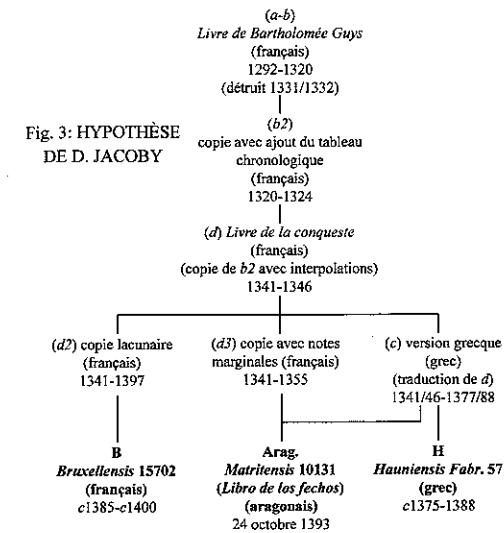 (a-b)
Livre de Bartholomée Guys
(français)
1292-1320
(détruit 1331/1332)
Fig. 3: HYPOTHÈSE
DE D. JACOBY
(b2)
copie avec ajout du tableau
chronologique
(français)
1320-1324
(d) Livre de la conqueste
(français)
(copie de b2 avec interpolations)
1341-1346
(d2) copie lacunaire
(français)
1341-1397
(d3) copie avec notes
marginales (français)
1341-1355
(c) version grecque
(grec)
(traduction de d)
1341/46-1377/88
B
Bruxellensis 15702
(français)
c1385-c1400
Arag.
Matritensis 10131
(Libro de los fechos)
(aragonais)
24 octobre 1393
H
Hauniensis Fabr. 57
(grec)
c1375-1388